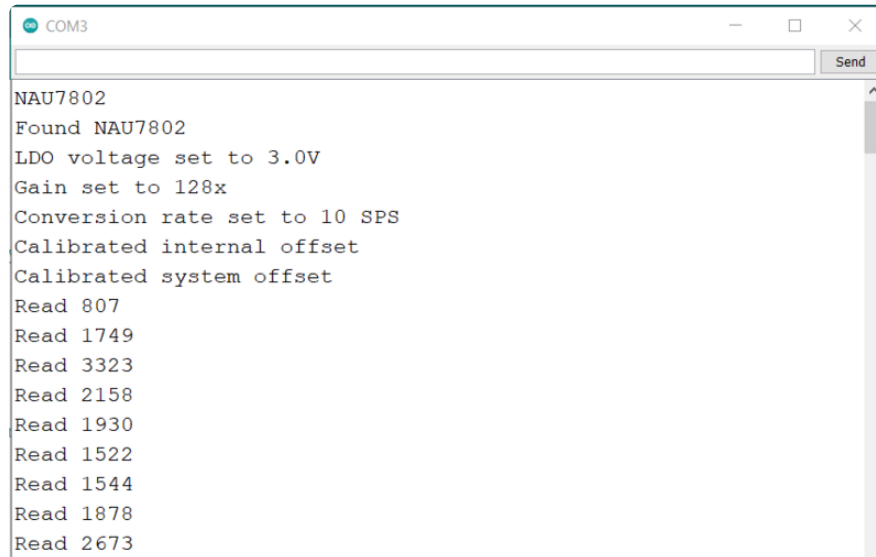 COM3
Send
NAU7802
Found NAU7802
LDO voltage set to 3.0V
Gain set to 128x
Conversion rate set to 10 SPS
Calibrated internal offset
Calibrated system offset
Read 807
Read 1749
Read 3323
Read 2158
Read 1930
Read 1522
Read 1544
Read 1878
Read 2673